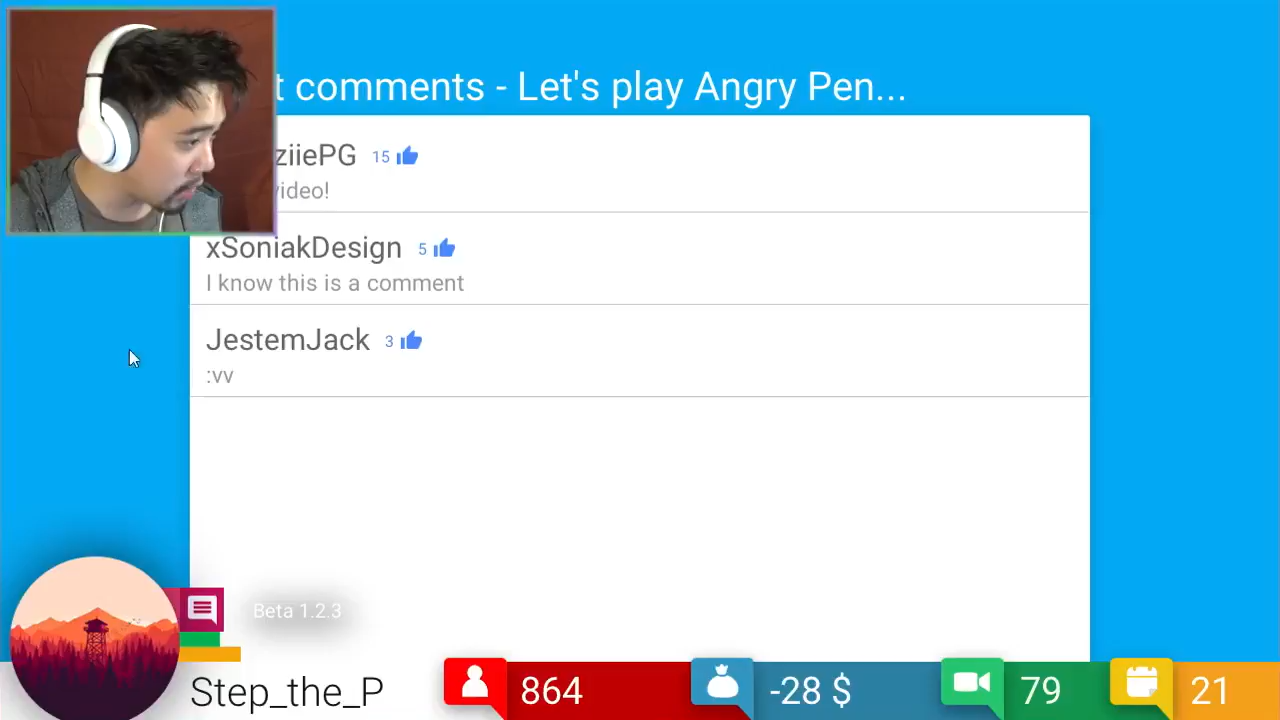 t comments - Let's play Angry Pen...
ziiePG 15
video!
xSoniakDesign 5
I know this is a comment
JestemJack 3
:vv
Beta 1.2.3
Step_the_P 864 -28 $ 79 21